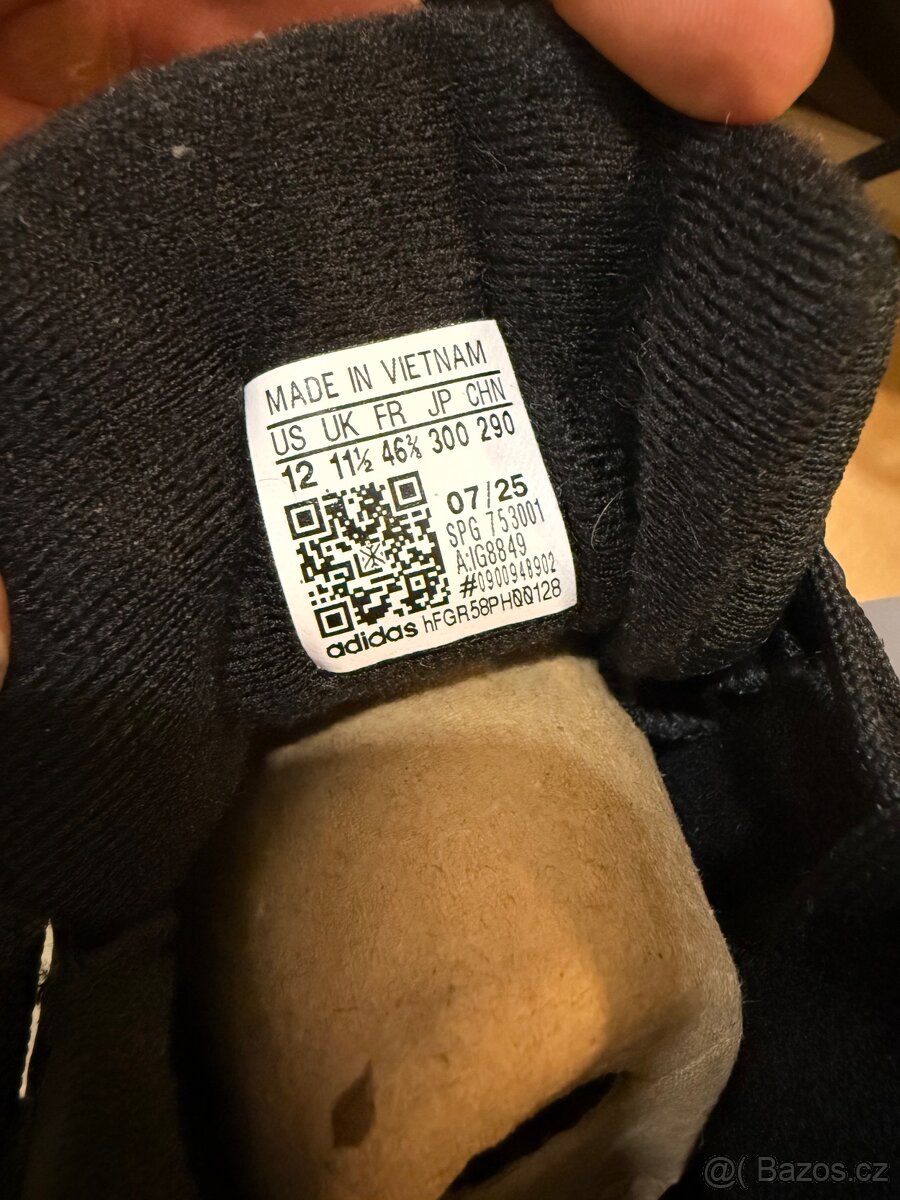 MADE IN VIETNAM
US UK FR JP CHN
12 11½ 46⅔ 300 290
07/25
SPG 753001
A:IG8849
#0900948902
adidas hFGR58PH00128
@( Bazos.cz